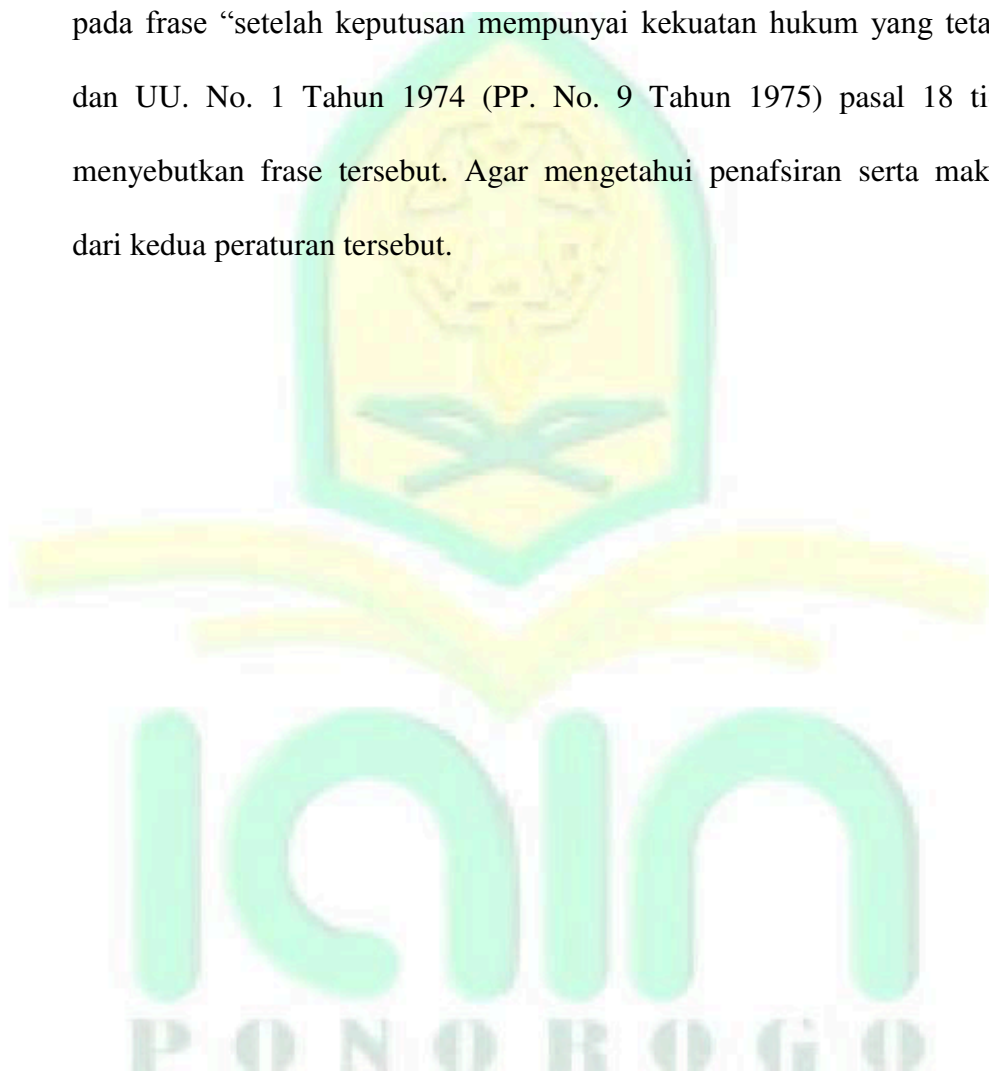 pada frase “setelah keputusan mempunyai kekuatan hukum yang teta
dan UU. No. 1 Tahun 1974 (PP. No. 9 Tahun 1975) pasal 18 ti
menyebutkan frase tersebut. Agar mengetahui penafsiran serta mak
dari kedua peraturan tersebut.
IAIN
PONOROGO